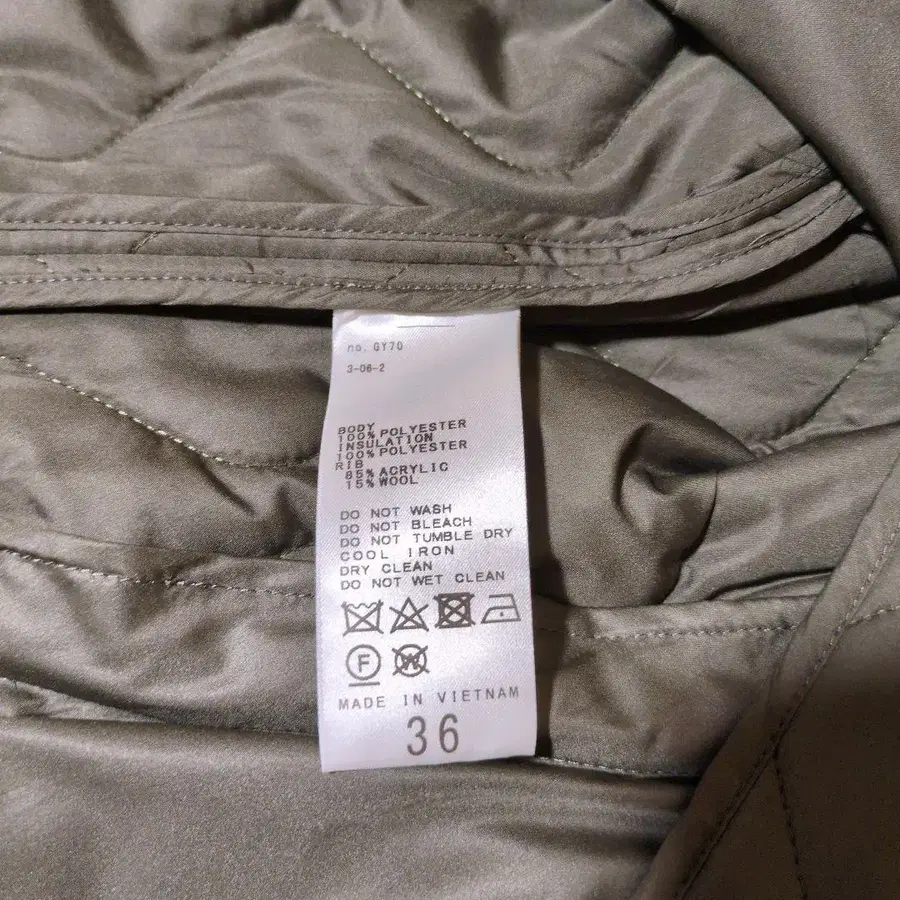 no. GY70
3-06-2
BODY
100% POLYESTER
INSULATION
100% POLYESTER
RIB
85% ACRYLIC
15% WOOL
DO NOT WASH
DO NOT BLEACH
DO NOT TUMBLE DRY
COOL IRON
DRY CLEAN
DO NOT WET CLEAN
F W
MADE IN VIETNAM
36